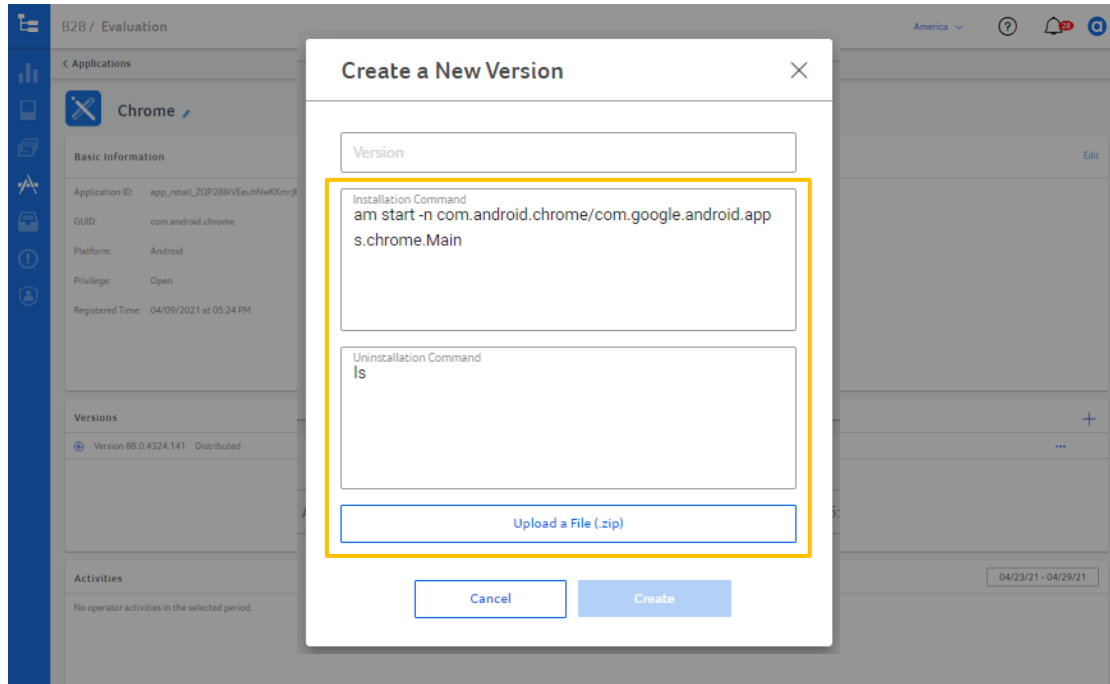 B2B / Evaluation
America
28
< Applications
Chrome
Basic Information
Edit
Application ID:
GUID: com.android.chrome
Platform: Android
Privilege: Open
Registered Time: 04/09/2021 at 05:24 PM
Versions
Version 88.0.4324.141 Distributed
Activities
04/23/21 - 04/29/21
No operator activities in the selected period.
Create a New Version
Version
Installation Command
am start -n com.android.chrome/com.google.android.app
s.chrome.Main
Uninstallation Command
ls
Upload a File (.zip)
Cancel
Create